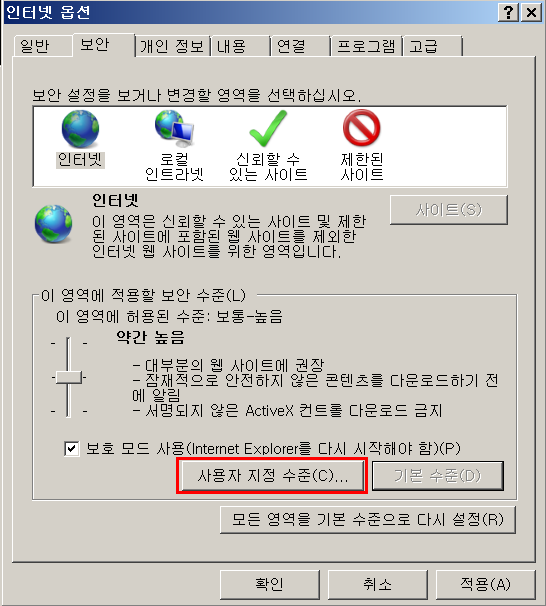 인터넷 옵션
일반 보안 개인 정보 내용 연결 프로그램 고급
보안 설정을 보거나 변경할 영역을 선택하십시오.
인터넷
로컬
인트라넷
신뢰할 수
있는 사이트
제한된
사이트
인터넷
이 영역은 신뢰할 수 있는 사이트 및 제한
된 사이트에 포함된 웹 사이트를 제외한
인터넷 웹 사이트를 위한 영역입니다.
사이트(S)
이 영역에 적용할 보안 수준(L)
이 영역에 허용된 수준: 보통-높음
약간 높음
- 대부분의 웹 사이트에 권장
- 잠재적으로 안전하지 않은 콘텐츠를 다운로드하기 전
에 알림
- 서명되지 않은 ActiveX 컨트롤 다운로드 금지
보호 모드 사용(Internet Explorer를 다시 시작해야 함)(P)
사용자 지정 수준(C)... 기본 수준(D)
모든 영역을 기본 수준으로 다시 설정(R)
확인 취소 적용(A)